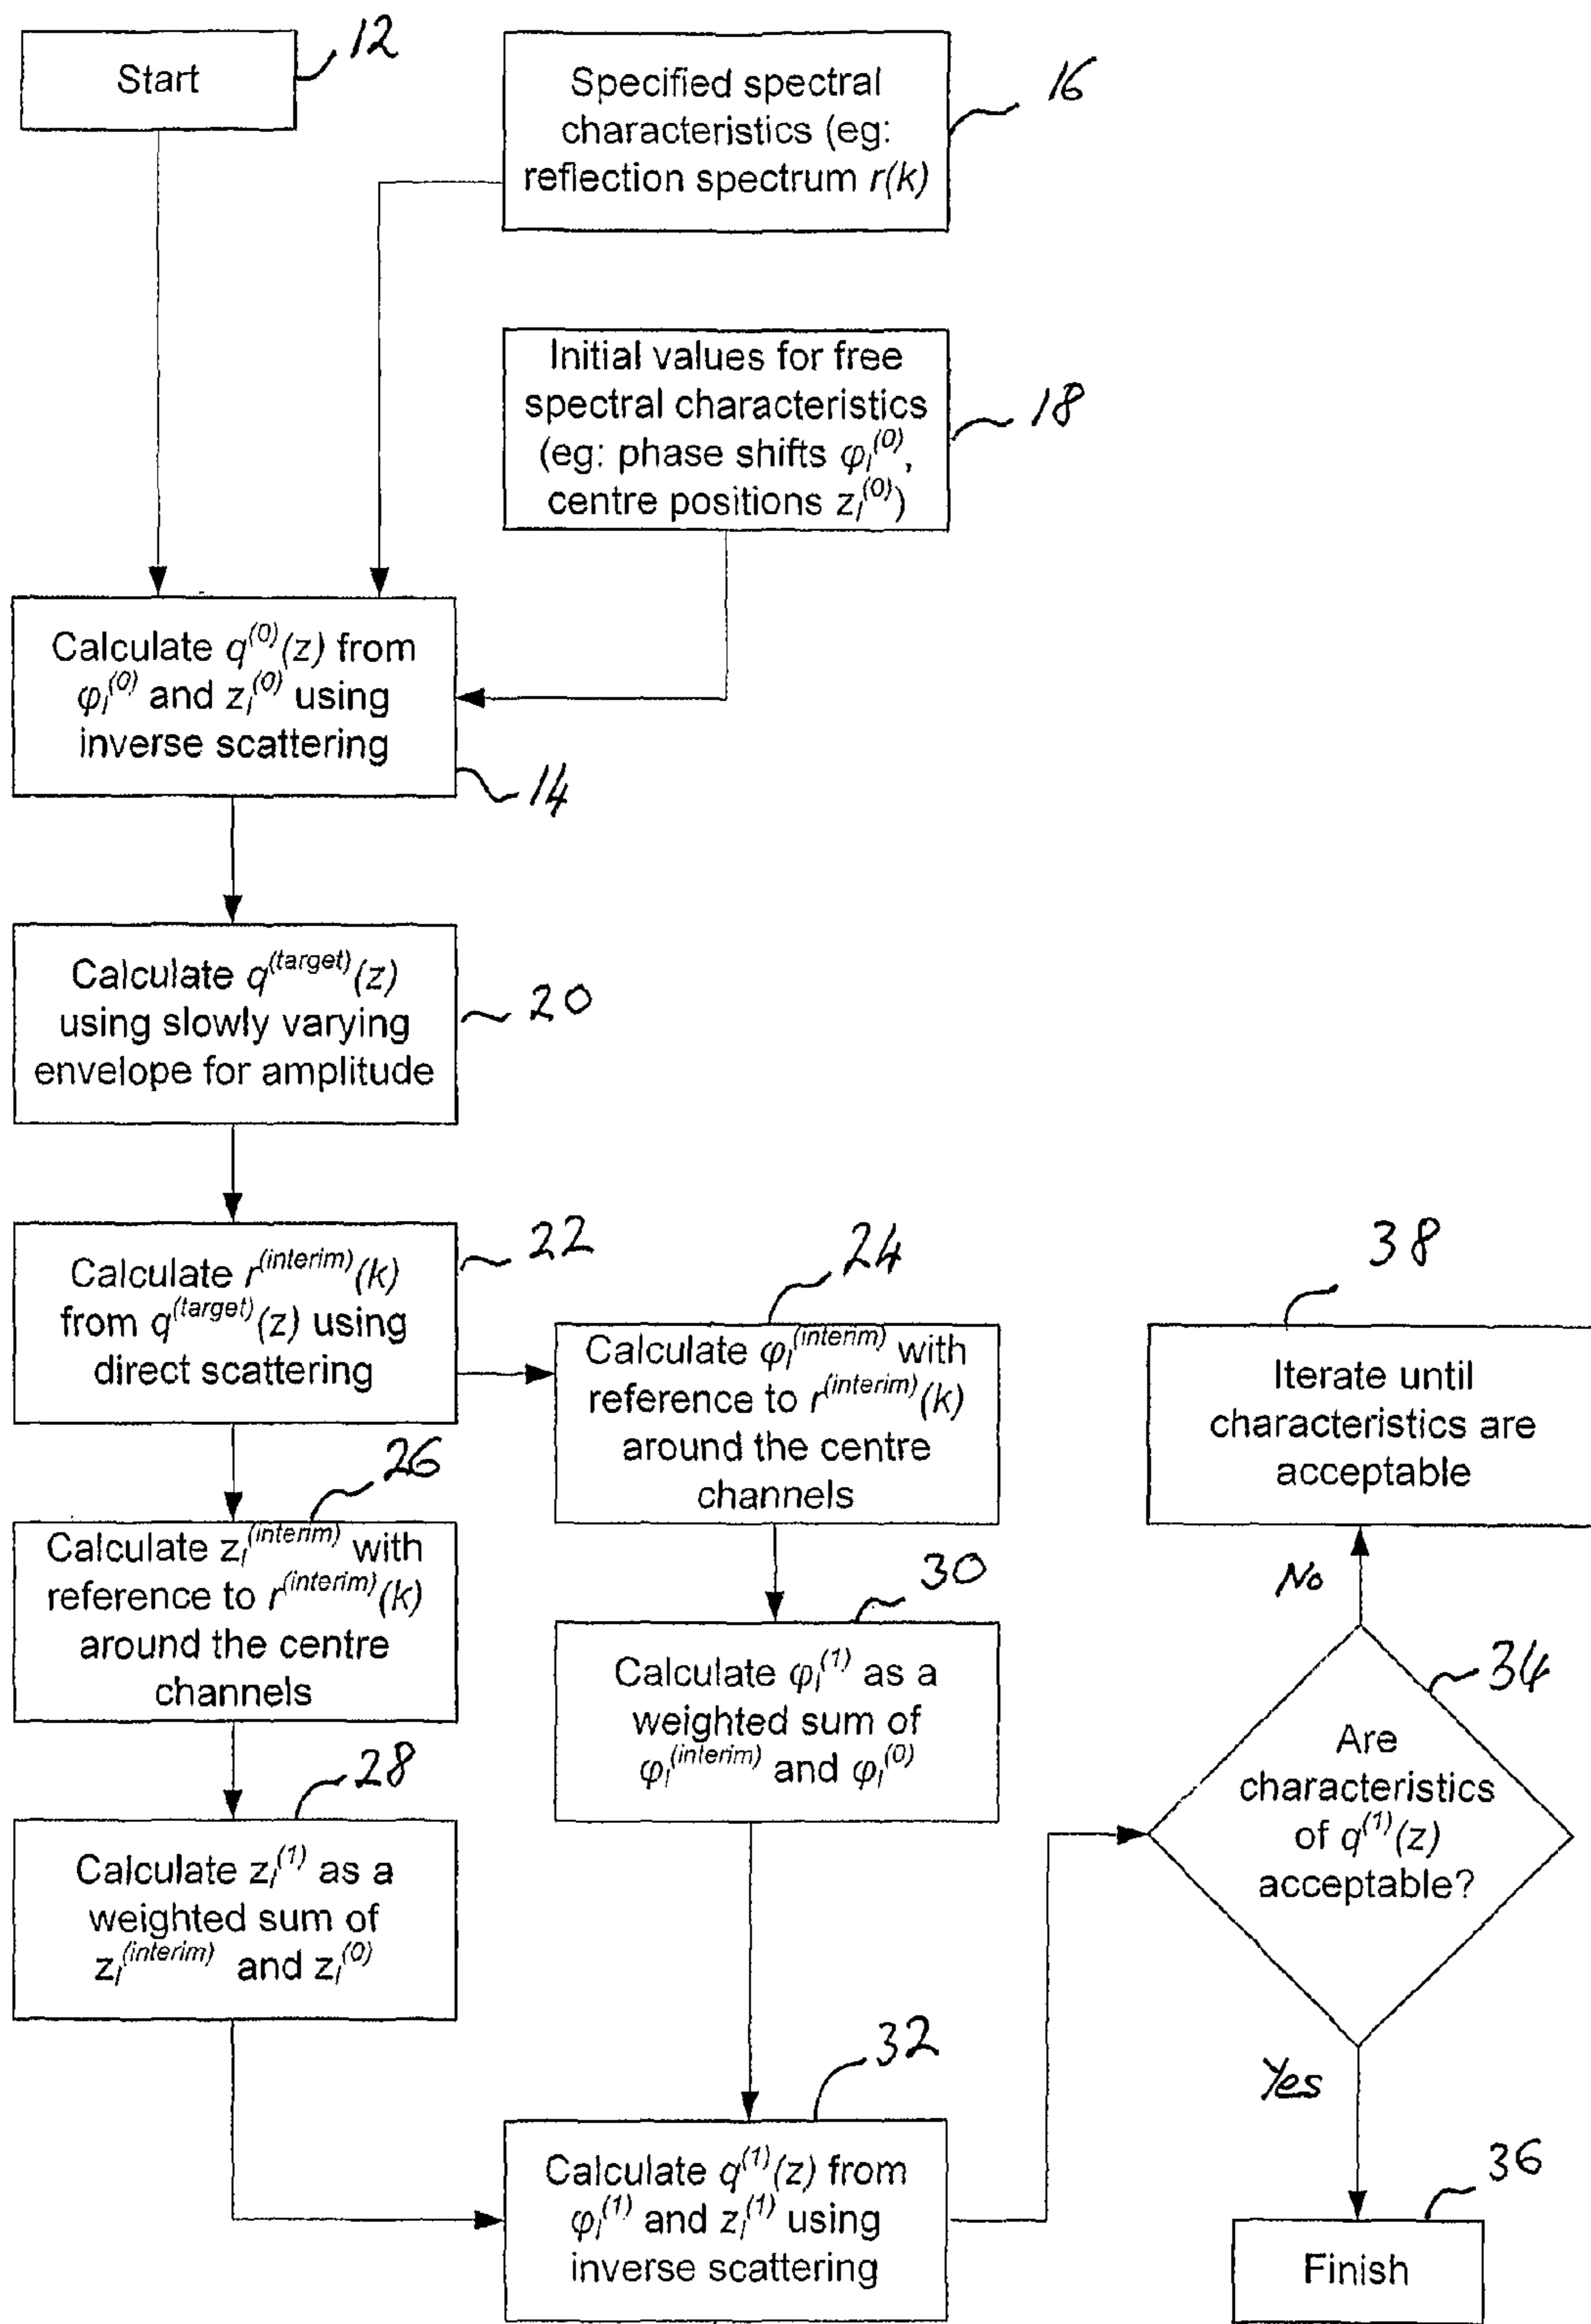 Start
12
Specified spectral
characteristics (eg:
reflection spectrum r(k)
16
Initial values for free
spectral characteristics
(eg: phase shifts φₗ⁽⁰⁾,
centre positions zₗ⁽⁰⁾)
18
Calculate q⁽⁰⁾(z) from
φₗ⁽⁰⁾ and zₗ⁽⁰⁾ using
inverse scattering
14
Calculate q^(target)(z)
using slowly varying
envelope for amplitude
20
Calculate r^(interim)(k)
from q^(target)(z) using
direct scattering
22
24
Calculate φₗ^(interim) with
reference to r^(interim)(k)
around the centre
channels
38
Iterate until
characteristics are
acceptable
26
Calculate zₗ^(interim) with
reference to r^(interim)(k)
around the centre
channels
30
Calculate φₗ⁽¹⁾ as a
weighted sum of
φₗ^(interim) and φₗ⁽⁰⁾
No
34
Are
characteristics
of q⁽¹⁾(z)
acceptable?
28
Calculate zₗ⁽¹⁾ as a
weighted sum of
zₗ^(interim) and zₗ⁽⁰⁾
32
Calculate q⁽¹⁾(z) from
φₗ⁽¹⁾ and zₗ⁽¹⁾ using
inverse scattering
Yes
36
Finish